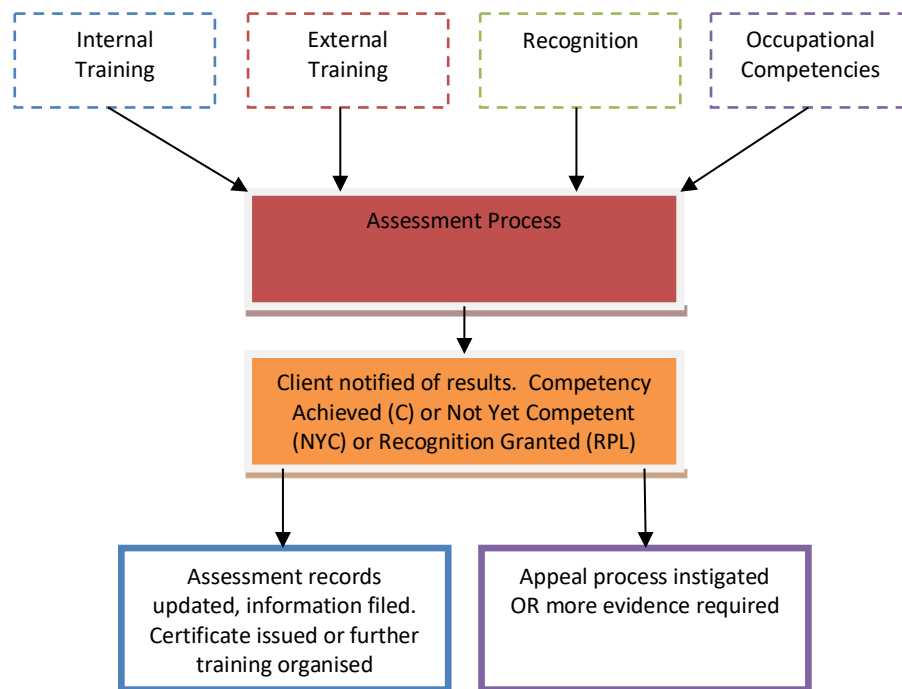 Internal
Training
External
Training
Recognition
Occupational
Competencies
Assessment Process
Client notified of results.  Competency
Achieved (C) or Not Yet Competent
(NYC) or Recognition Granted (RPL)
Assessment records
updated, information filed.
Certificate issued or further
training organised
Appeal process instigated
OR more evidence required